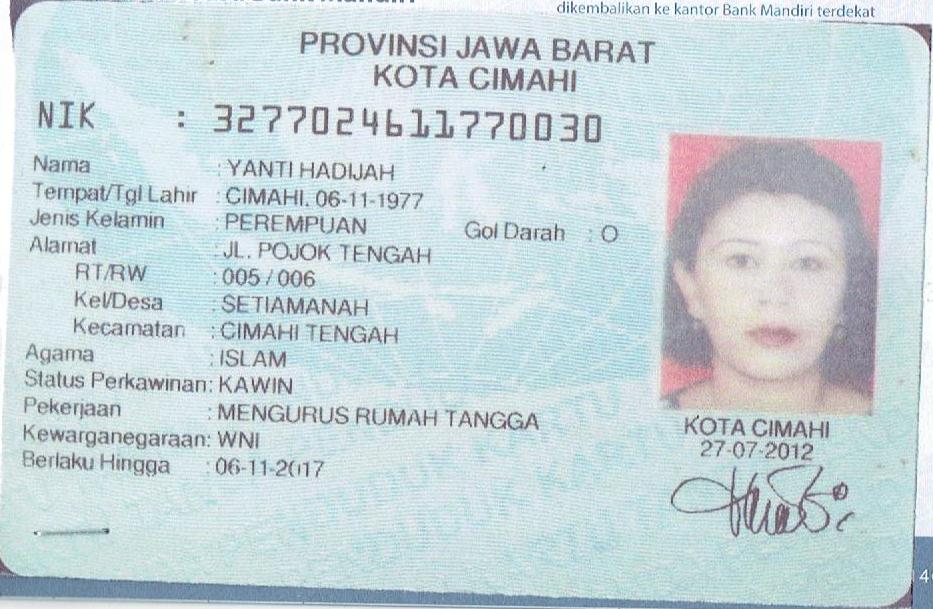 dikembalikan ke kantor Bank Mandiri terdekat
PROVINSI JAWA BARAT
KOTA CIMAHI
NIK : 3277024611770030
Nama : YANTI HADIJAH
Tempat/Tgl Lahir : CIMAHI, 06-11-1977
Jenis Kelamin : PEREMPUAN Gol Darah : O
Alamat : JL. POJOK TENGAH
RT/RW : 005 / 006
Kel/Desa : SETIAMANAH
Kecamatan : CIMAHI TENGAH
Agama : ISLAM
Status Perkawinan: KAWIN
Pekerjaan : MENGURUS RUMAH TANGGA
Kewarganegaraan: WNI
Berlaku Hingga : 06-11-2017
KOTA CIMAHI
27-07-2012